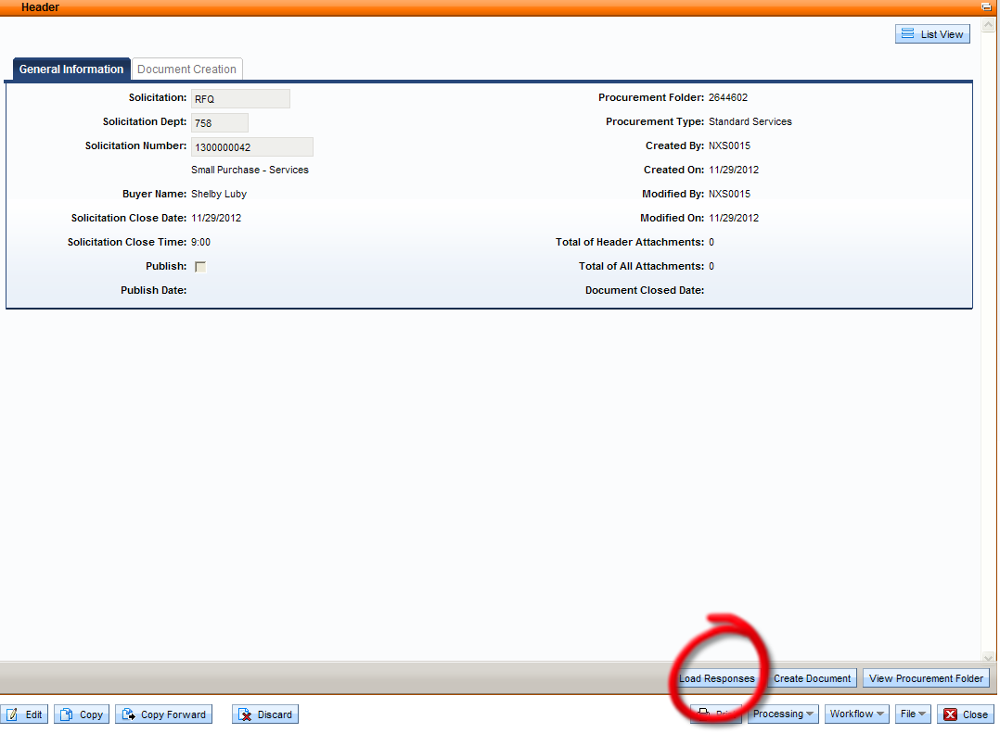 Header
List View
General Information Document Creation
Solicitation: RFQ Procurement Folder: 2644602
Solicitation Dept: 758 Procurement Type: Standard Services
Solicitation Number: 1300000042 Created By: NXS0015
Small Purchase - Services Created On: 11/29/2012
Buyer Name: Shelby Luby Modified By: NXS0015
Solicitation Close Date: 11/29/2012 Modified On: 11/29/2012
Solicitation Close Time: 9:00 Total of Header Attachments: 0
Publish: Total of All Attachments: 0
Publish Date: Document Closed Date:
Load Responses Create Document View Procurement Folder
Edit Copy Copy Forward Discard Processing Workflow File Close